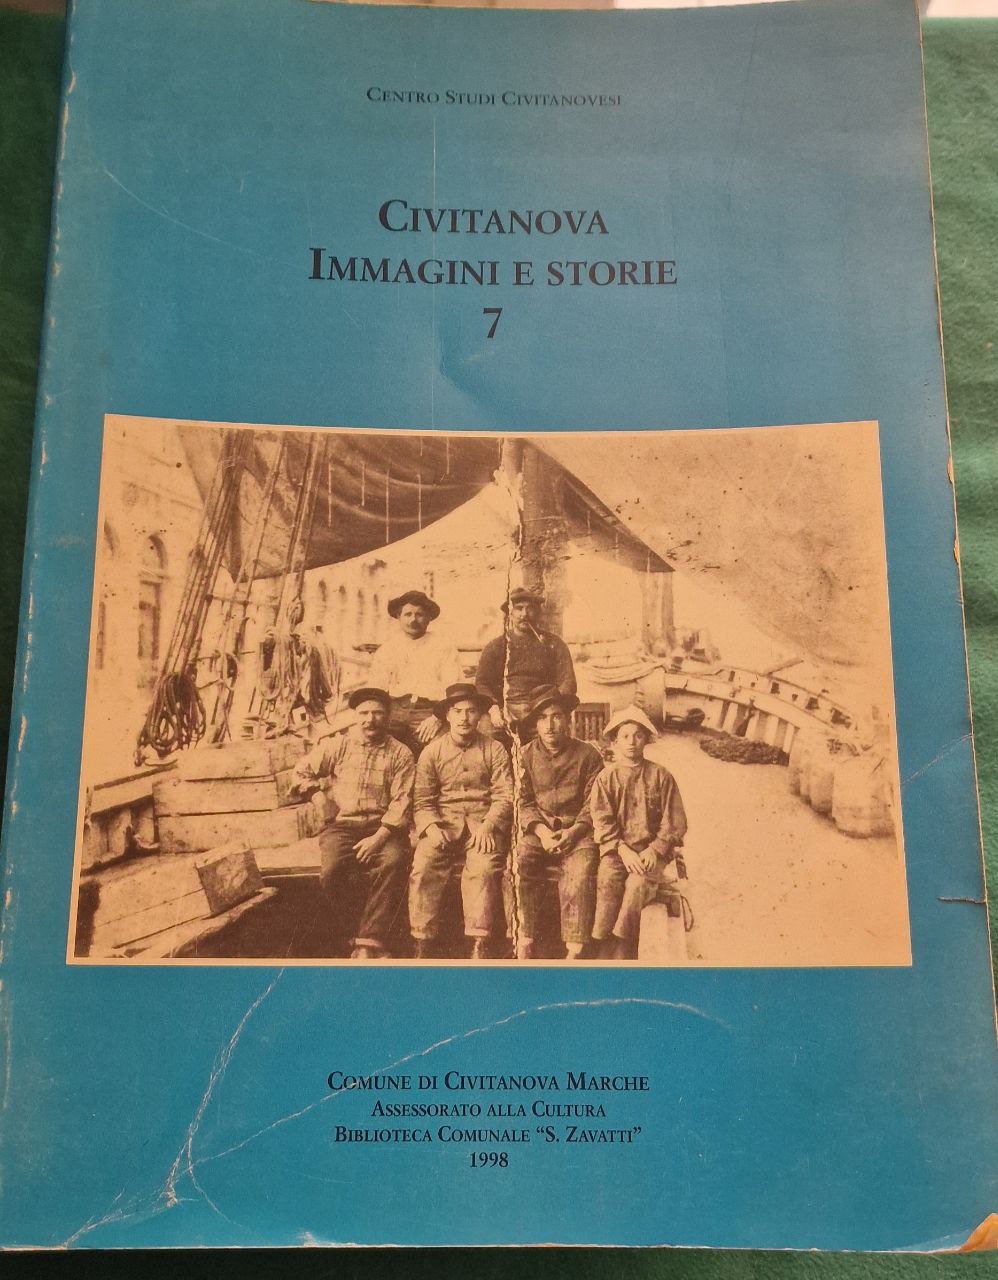 Centro Studi Civitanovesi
Civitanova
Immagini e storie
7
Comune di Civitanova Marche
Assessorato alla Cultura
Biblioteca Comunale “S. Zavatti”
1998